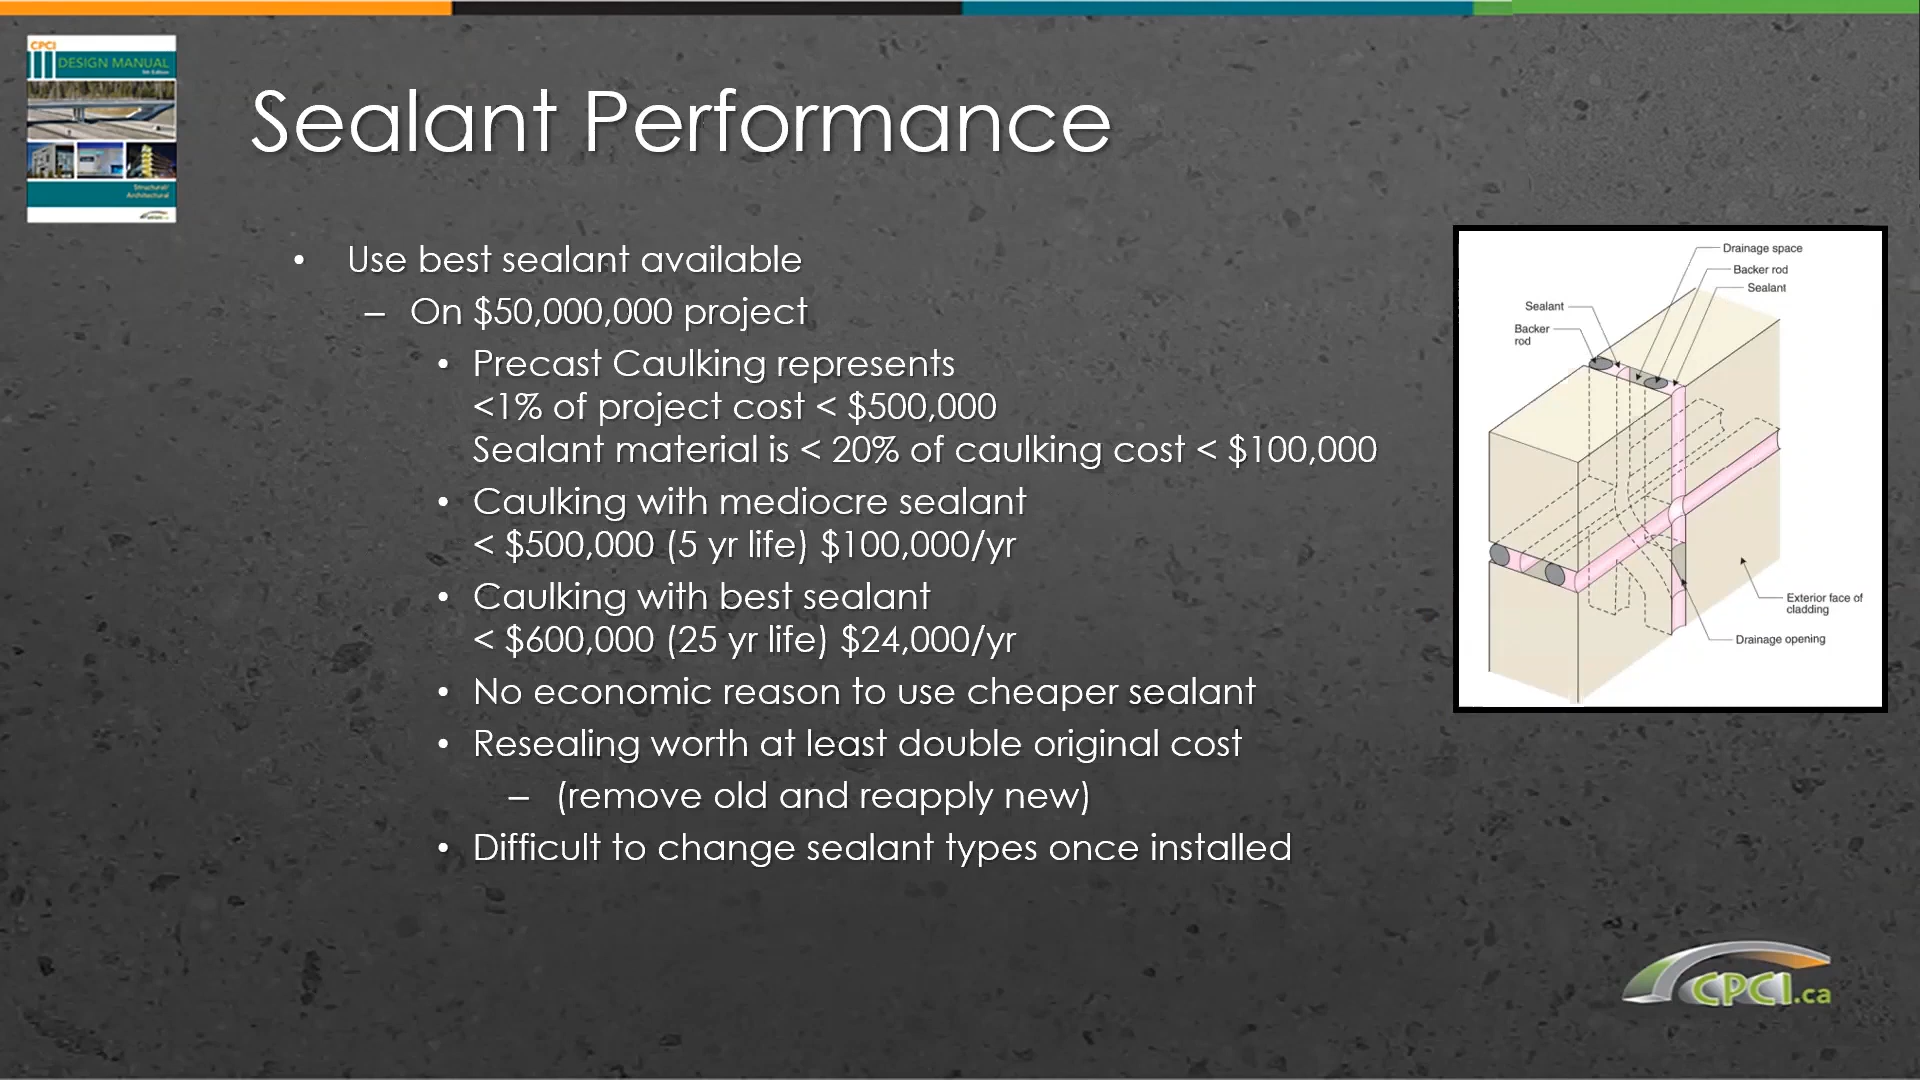 CPCI
DESIGN MANUAL
5th Edition
Structural/
Architectural
Sealant Performance
• Use best sealant available
– On $50,000,000 project
• Precast Caulking represents
<1% of project cost < $500,000
Sealant material is < 20% of caulking cost < $100,000
• Caulking with mediocre sealant
< $500,000 (5 yr life) $100,000/yr
• Caulking with best sealant
< $600,000 (25 yr life) $24,000/yr
• No economic reason to use cheaper sealant
• Resealing worth at least double original cost
– (remove old and reapply new)
• Difficult to change sealant types once installed
Drainage space
Backer rod
Sealant
Sealant
Backer
rod
Exterior face of
cladding
Drainage opening
CPCI.ca